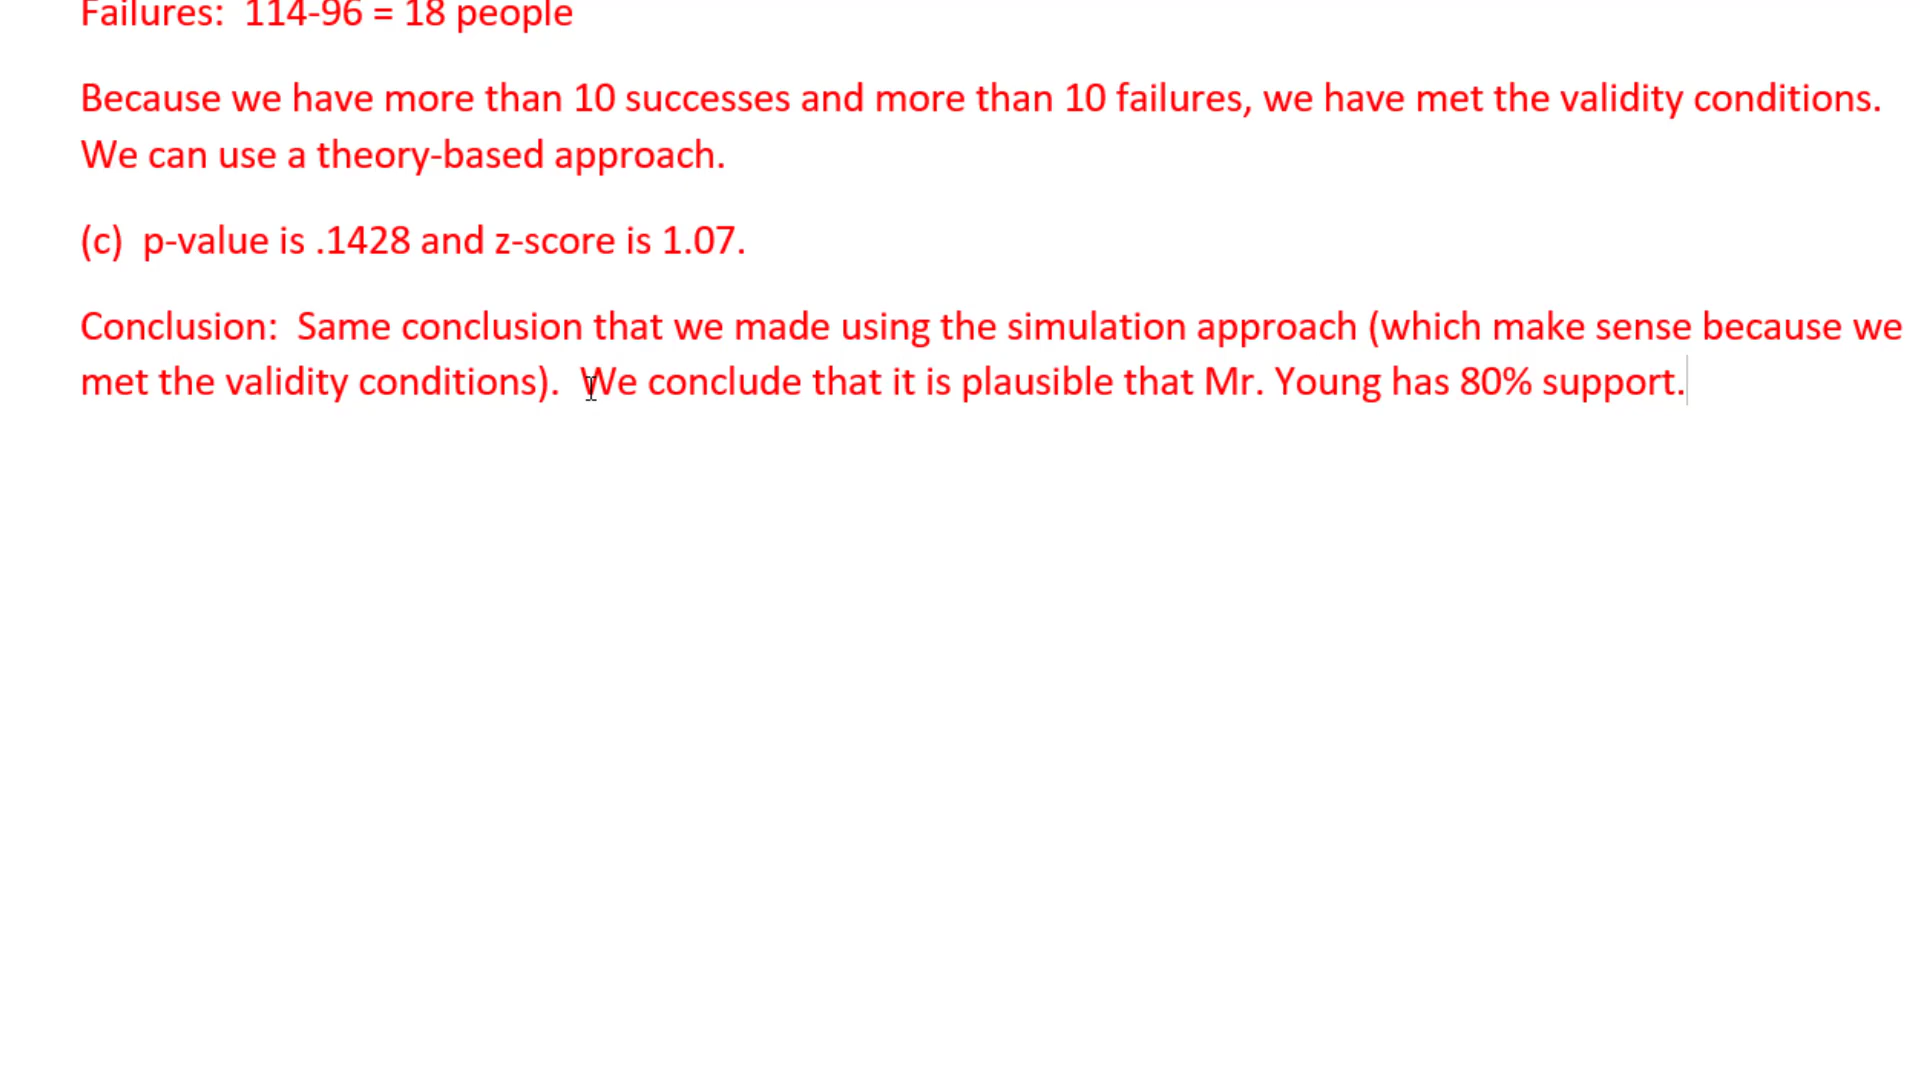 Failures:  114-96 = 18 people
Because we have more than 10 successes and more than 10 failures, we have met the validity conditions.
We can use a theory-based approach.
(c)  p-value is .1428 and z-score is 1.07.
Conclusion:  Same conclusion that we made using the simulation approach (which make sense because we
met the validity conditions).  We conclude that it is plausible that Mr. Young has 80% support.